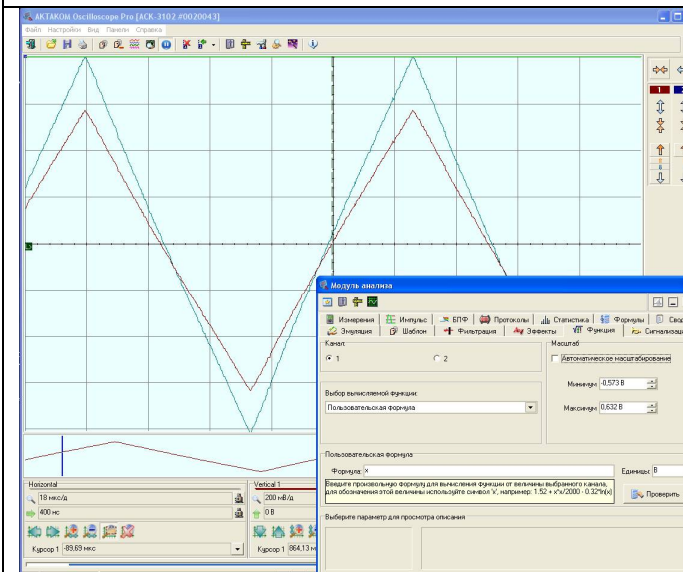 AKTAKOM Oscilloscope Pro [ACK-3102 #0020043]
Файл Настройки Вид Панели Справка
1
Модуль анализа
Измерения Импульс БПФ Протоколы Статистика Формулы Свод
Эмуляция Шаблон Фильтрация Эффекты Функция Сигнализац
Канал: Масштаб
1 2 Автоматическое масштабирование
Минимум -0,573 В
Выбор вычисляемой функции:
Пользовательская формула Максимум 0,632 В
Пользовательская формула
Формула: x Единицы: В
Введите произвольную формулу для вычисления функции от величины выбранного канала,
для обозначения этой величины используйте символ 'x', например: 1.52 + x*x/2000 - 0.32*ln(x)
Проверить
Выберите параметр для просмотра описания
Horizontal Vertical 1
18 мкс/д 200 мВ/д
400 нс 0 В
Курсор 1 -89,69 мкс Курсор 1 864,13 м